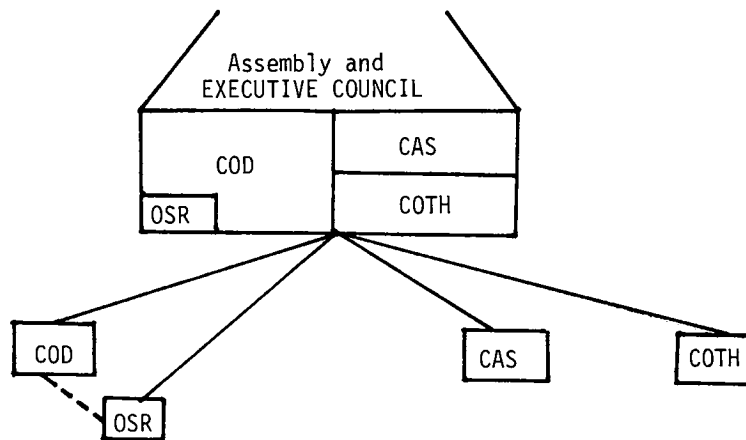 Assembly and
EXECUTIVE COUNCIL
COD
CAS
OSR
COTH
COD
CAS
COTH
OSR